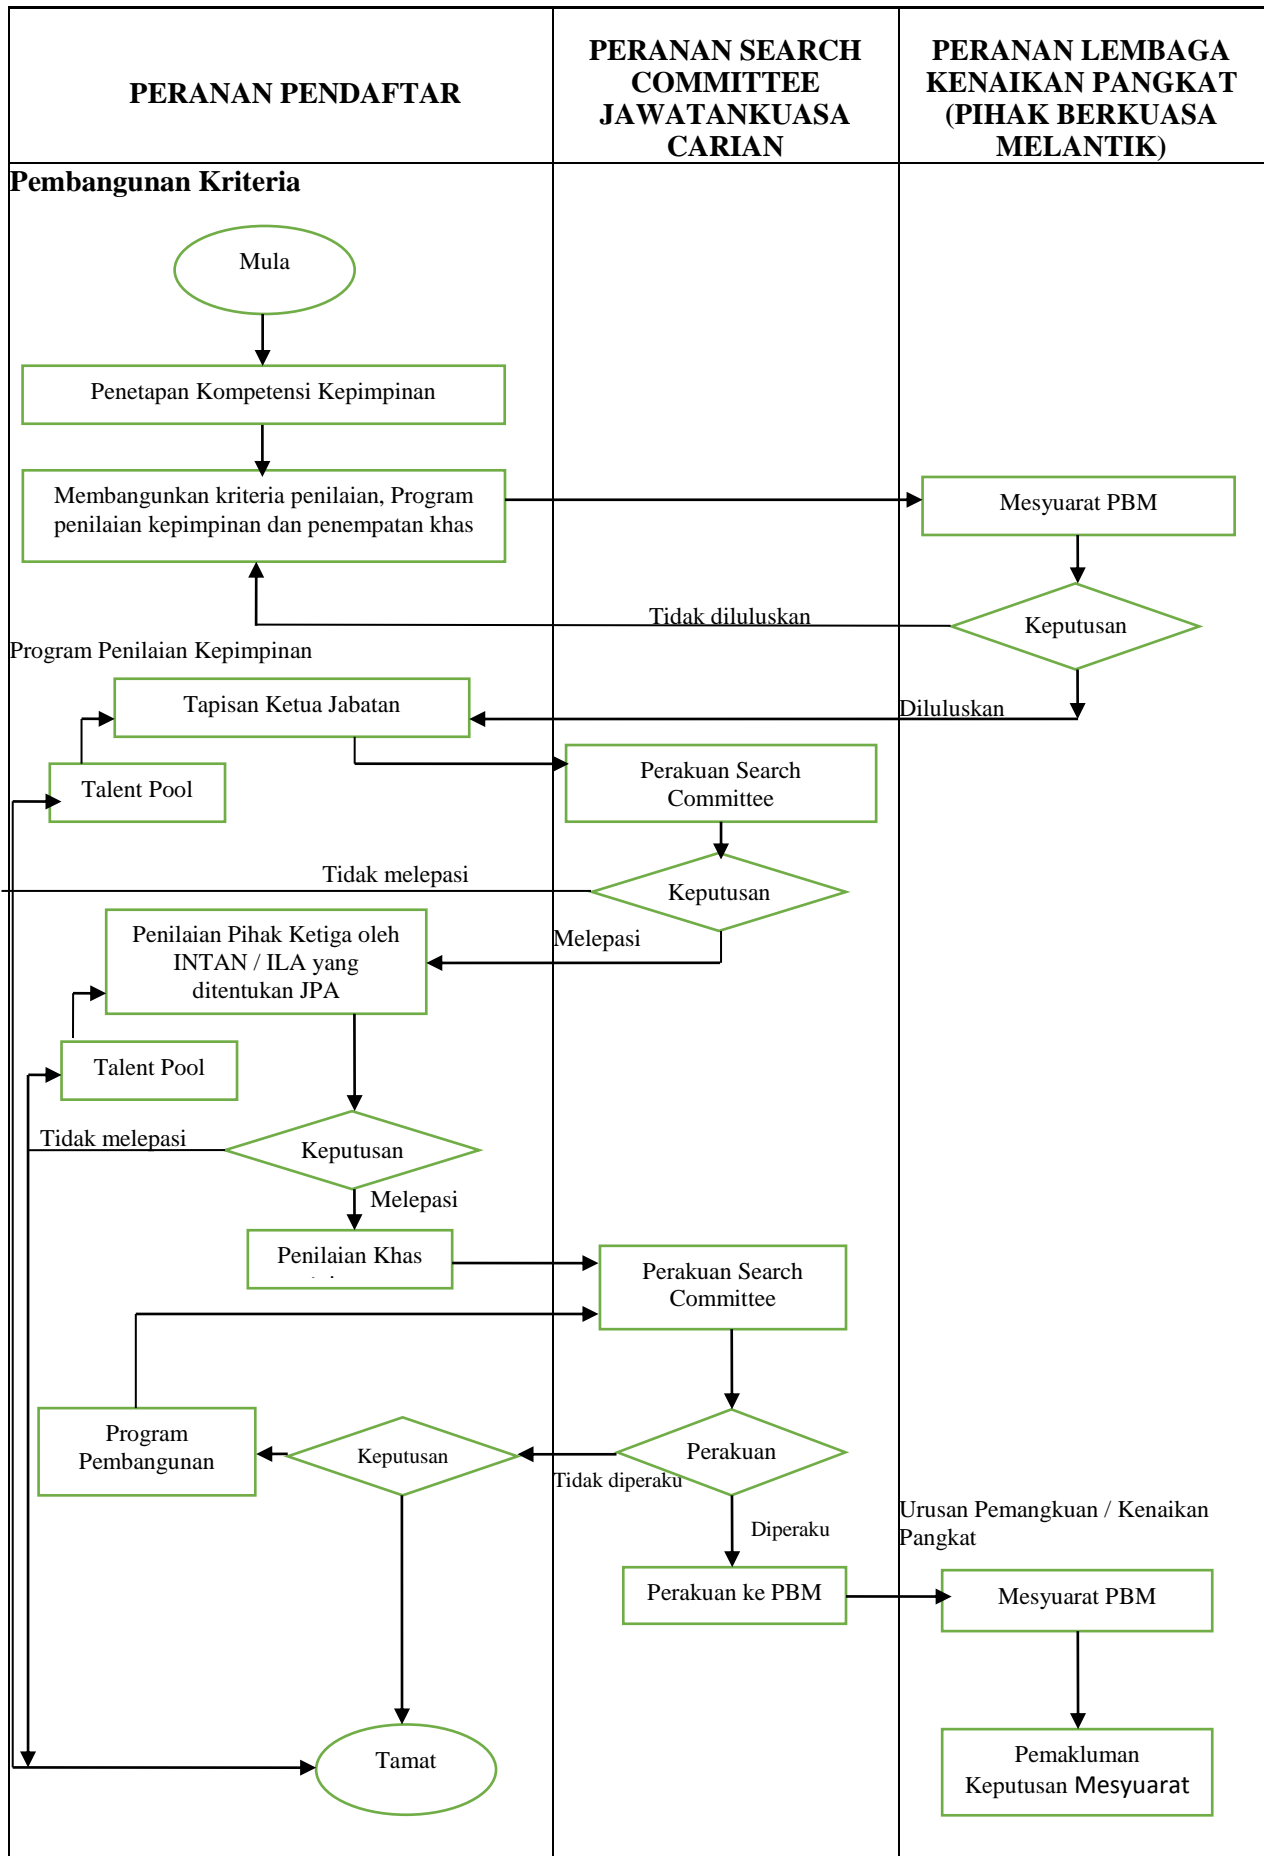 PERANAN PENDAFTAR
PERANAN SEARCH
COMMITTEE
JAWATANKUASA
CARIAN
PERANAN LEMBAGA
KENAIKAN PANGKAT
(PIHAK BERKUASA
MELANTIK)
Pembangunan Kriteria
Mula
Penetapan Kompetensi Kepimpinan
Membangunkan kriteria penilaian, Program
penilaian kepimpinan dan penempatan khas
Mesyuarat PBM
Tidak diluluskan
Keputusan
Program Penilaian Kepimpinan
Tapisan Ketua Jabatan
Diluluskan
Talent Pool
Perakuan Search
Committee
Tidak melepasi
Keputusan
Penilaian Pihak Ketiga oleh
INTAN / ILA yang
ditentukan JPA
Melepasi
Talent Pool
Tidak melepasi
Keputusan
Melepasi
Penilaian Khas
Perakuan Search
Committee
Program
Pembangunan
Keputusan
Perakuan
Tidak diperaku
Diperaku
Urusan Pemangkuan / Kenaikan
Pangkat
Perakuan ke PBM
Mesyuarat PBM
Tamat
Pemakluman
Keputusan Mesyuarat